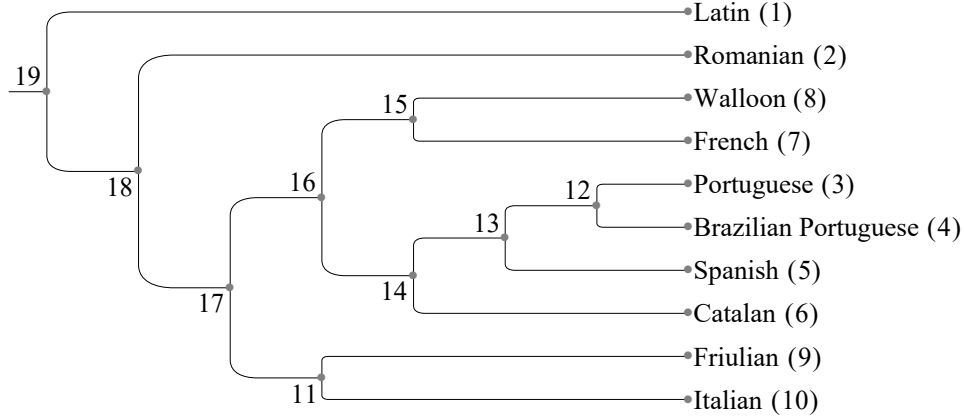 Latin (1)
Romanian (2)
19
15
Walloon (8)
French (7)
18
16
12
Portuguese (3)
13
Brazilian Portuguese (4)
Spanish (5)
17
14
Catalan (6)
Friulian (9)
11
Italian (10)